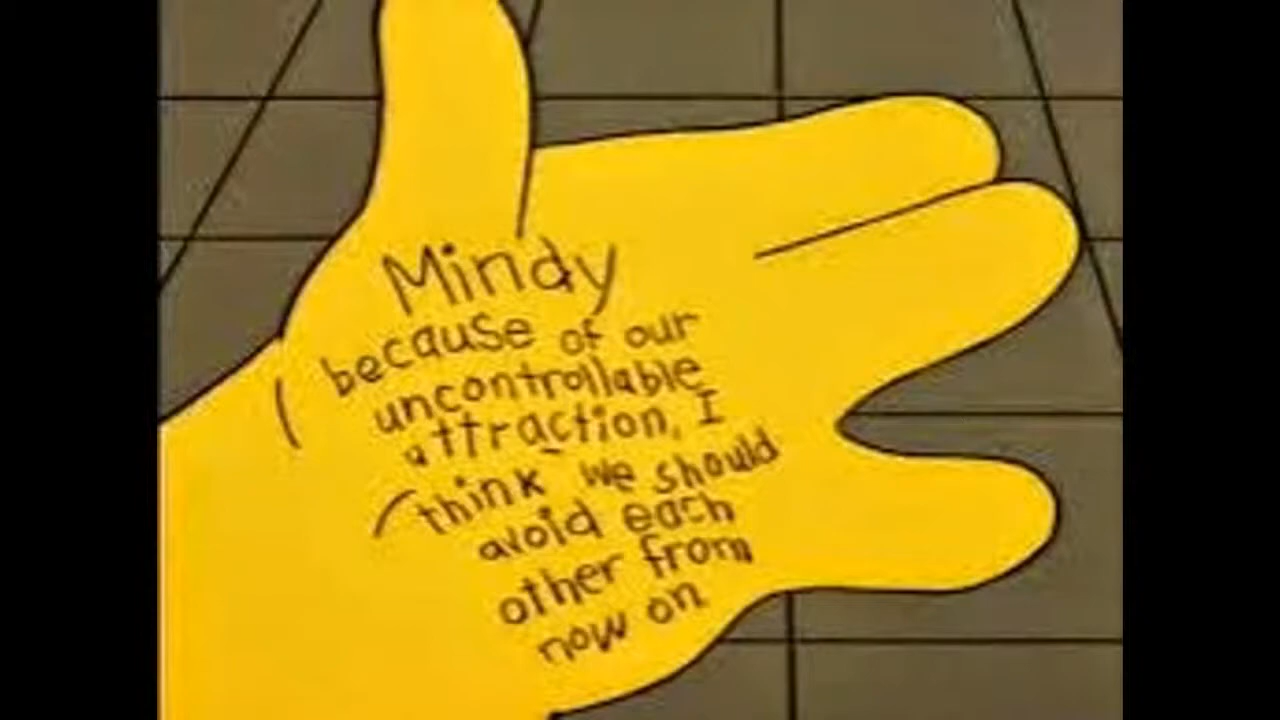 Mindy
because of our
uncontrollable
attraction, I
think we should
avoid each
other from
now on